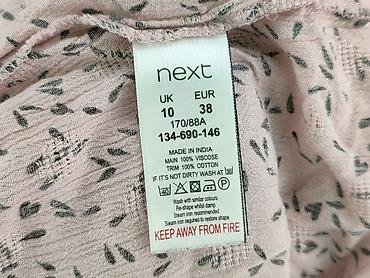 next
UK EUR
10 38
170/88A
134-690-146
MADE IN INDIA
MAIN 100% VISCOSE
TRIM 100% COTTON
IF IT'S NOT DIRTY WASH AT 30
40
Wash with similar colours
Re-shape whilst damp
Steam iron recommended
Steam iron required to restore shape
KEEP AWAY FROM FIRE